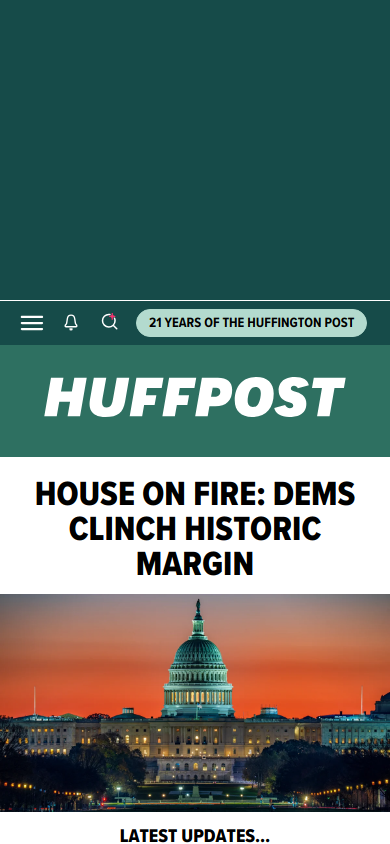 21 YEARS OF THE HUFFINGTON POST
HUFFPOST
HOUSE ON FIRE: DEMS
CLINCH HISTORIC
MARGIN
LATEST UPDATES...